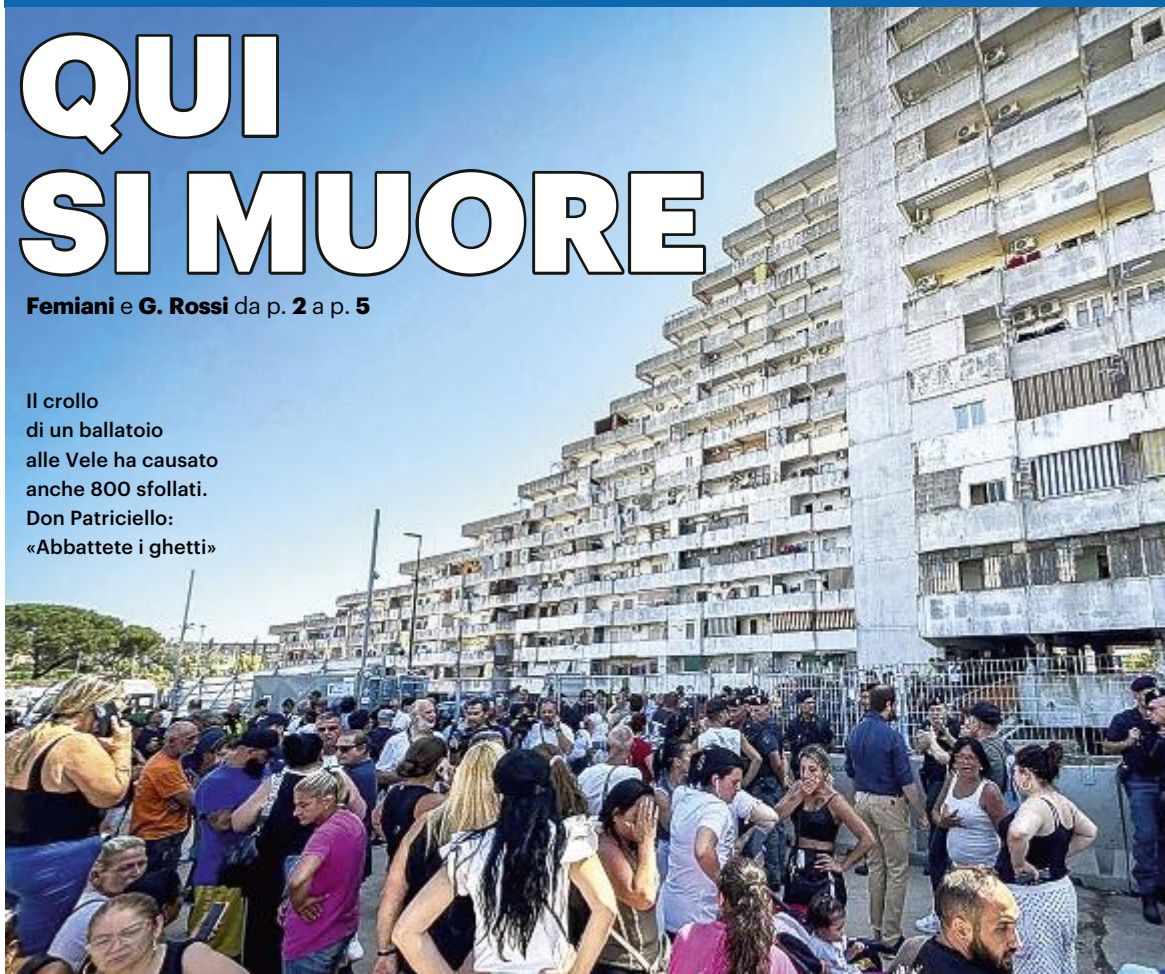 QUI
SI MUORE
Femiani e G. Rossi da p. 2 a p. 5
Il crollo
di un ballatoio
alle Vele ha causato
anche 800 sfollati.
Don Patriciello:
«Abbattete i ghetti»